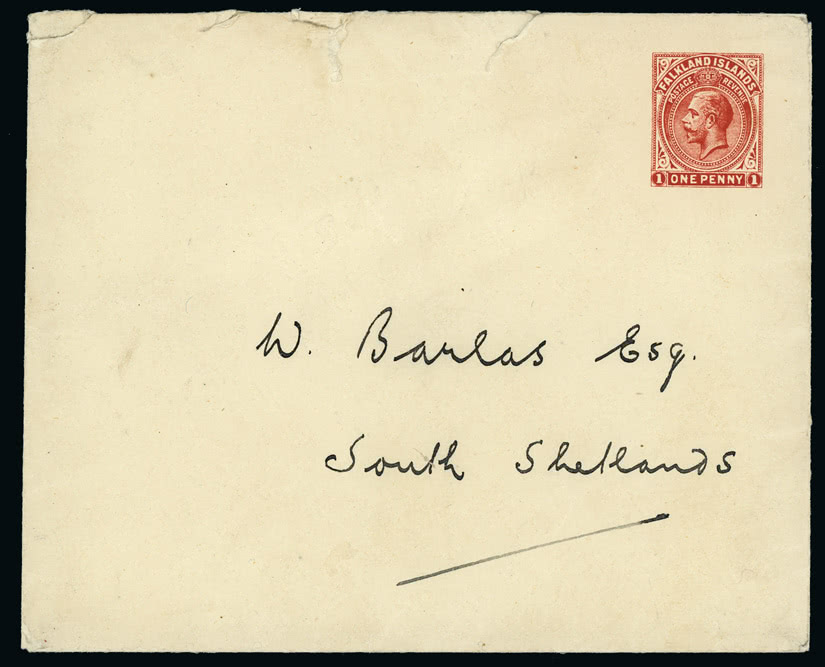 FALKLAND ISLANDS
POSTAGE REVENUE
1 ONE PENNY 1
W. Barlas Esq.
South Shetlands